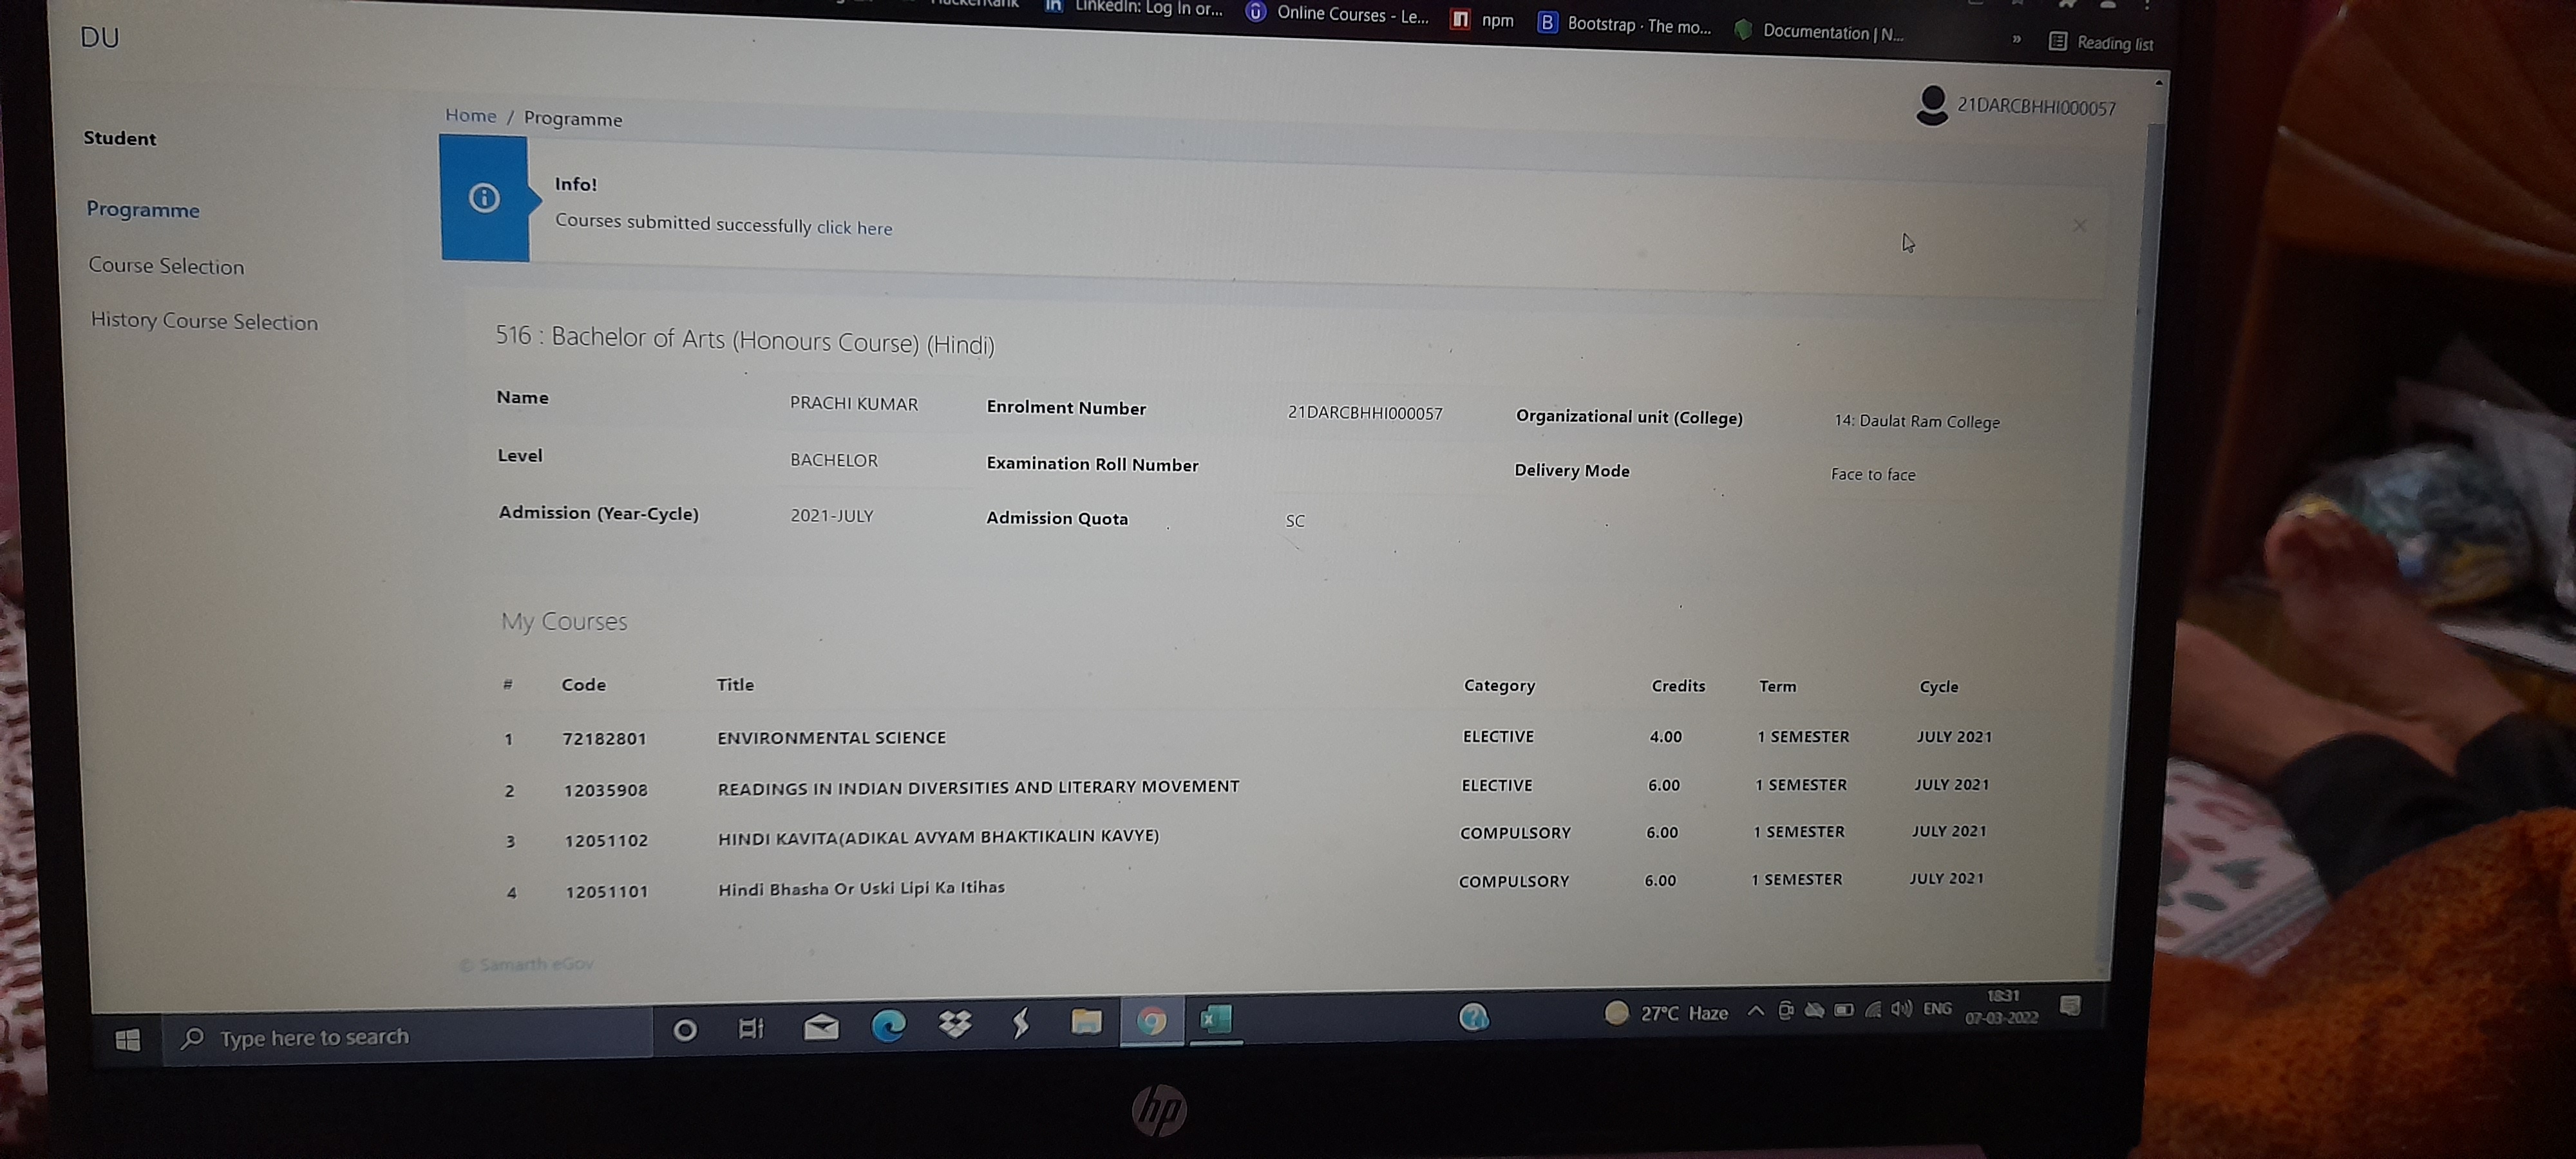 LinkedIn: Log In or...
Online Courses - Le...
npm
B Bootstrap · The mo...
Documentation | N...
»
Reading list
DU
21DARCBHHI000057
Student
Programme
Course Selection
History Course Selection
Home / Programme
Info!
Courses submitted successfully click here
516 : Bachelor of Arts (Honours Course) (Hindi)
Name PRACHI KUMAR Enrolment Number 21DARCBHHI000057 Organizational unit (College) 14: Daulat Ram College
Level BACHELOR Examination Roll Number Delivery Mode Face to face
Admission (Year-Cycle) 2021-JULY Admission Quota SC
My Courses
# Code Title Category Credits Term Cycle
1 72182801 ENVIRONMENTAL SCIENCE ELECTIVE 4.00 1 SEMESTER JULY 2021
2 12035908 READINGS IN INDIAN DIVERSITIES AND LITERARY MOVEMENT ELECTIVE 6.00 1 SEMESTER JULY 2021
3 12051102 HINDI KAVITA(ADIKAL AVYAM BHAKTIKALIN KAVYE) COMPULSORY 6.00 1 SEMESTER JULY 2021
4 12051101 Hindi Bhasha Or Uski Lipi Ka Itihas COMPULSORY 6.00 1 SEMESTER JULY 2021
© Samarth eGov
Type here to search
27°C Haze
ENG
18:31
07-03-2022
hp